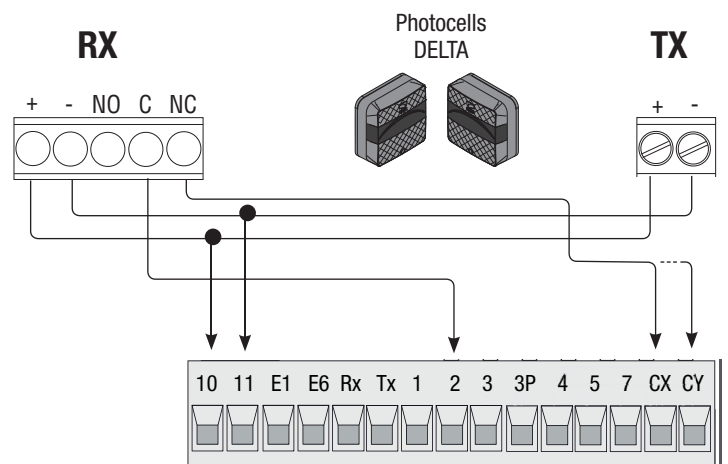 Photocells
DELTA
RX
TX
+ - NO C NC
+ -
10 11 E1 E6 Rx Tx 1 2 3 3P 4 5 7 CX CY